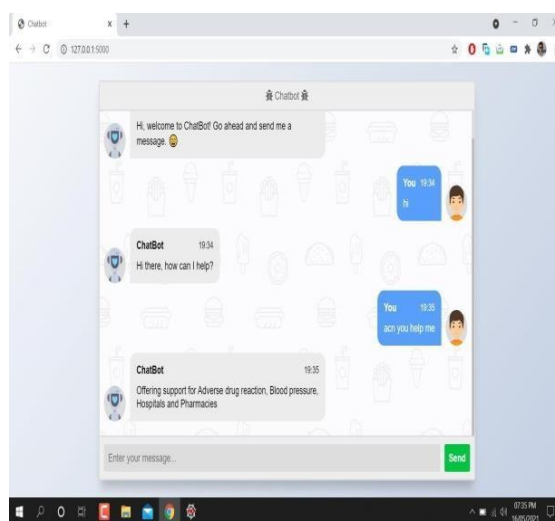 Chatbot
127.0.0.1:5000
Chatbot
Hi, welcome to ChatBot! Go ahead and send me a
message.
You 19:34
hi
ChatBot 19:34
Hi there, how can I help?
You 19:35
acn you help me
ChatBot 19:35
Offering support for Adverse drug reaction, Blood pressure,
Hospitals and Pharmacies
Enter your message...
Send
07:35 PM
16/05/2021